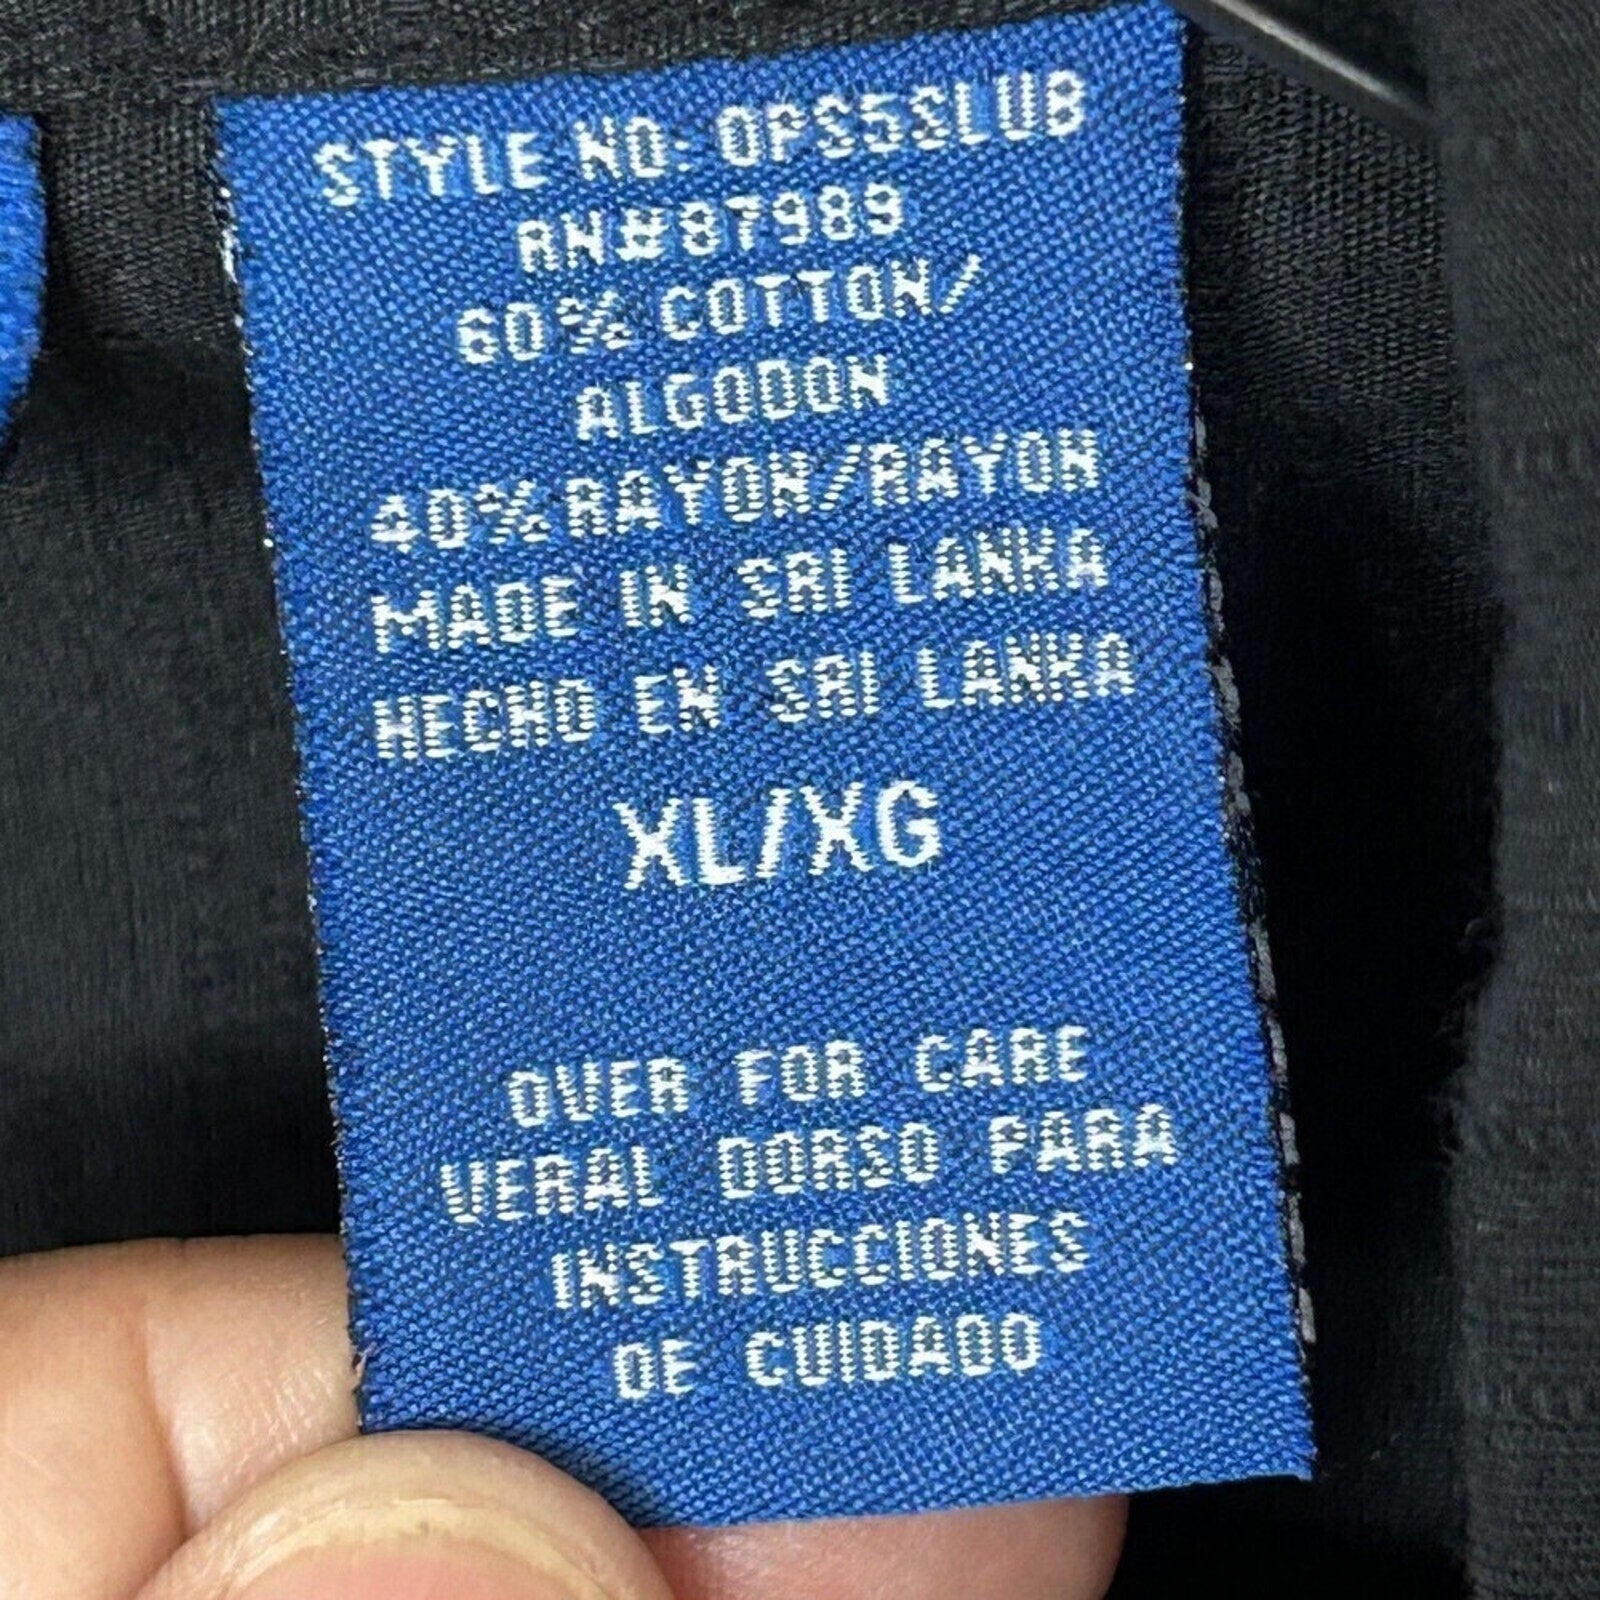 STYLE NO: OPS5SLUB
RN#87989
60% COTTON/
ALGODON
40%RAYON/RAYON
MADE IN SRI LANKA
HECHO EN SRI LANKA
XL/XG
OVER FOR CARE
VERAL DORSO PARA
INSTRUCCIONES
DE CUIDADO